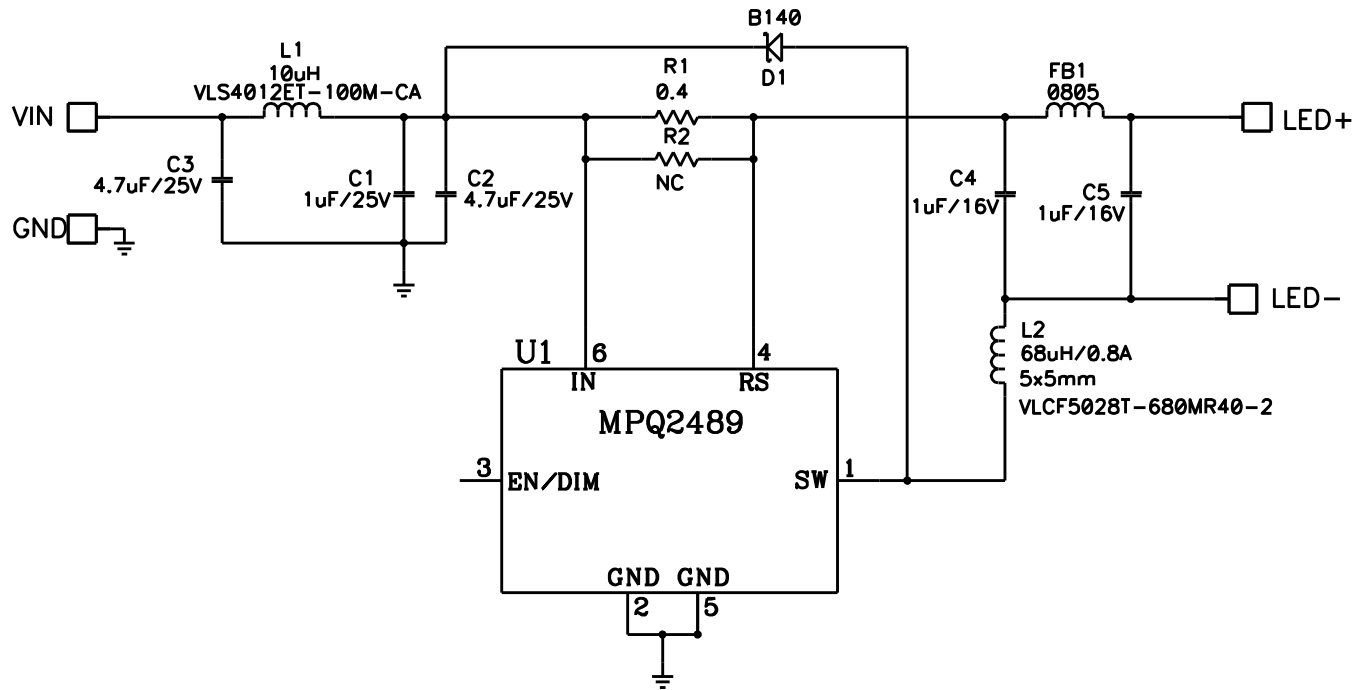 B140
D1
L1
10uH
VLS4012ET-100M-CA
R1
0.4
FB1
0805
VIN
LED+
R2
NC
C3
4.7uF/25V
C1
1uF/25V
C2
4.7uF/25V
C4
1uF/16V
C5
1uF/16V
GND
LED-
L2
68uH/0.8A
5x5mm
VLCF5028T-680MR40-2
U1
6
4
IN
RS
MPQ2489
3
EN/DIM
SW
1
GND GND
2
5